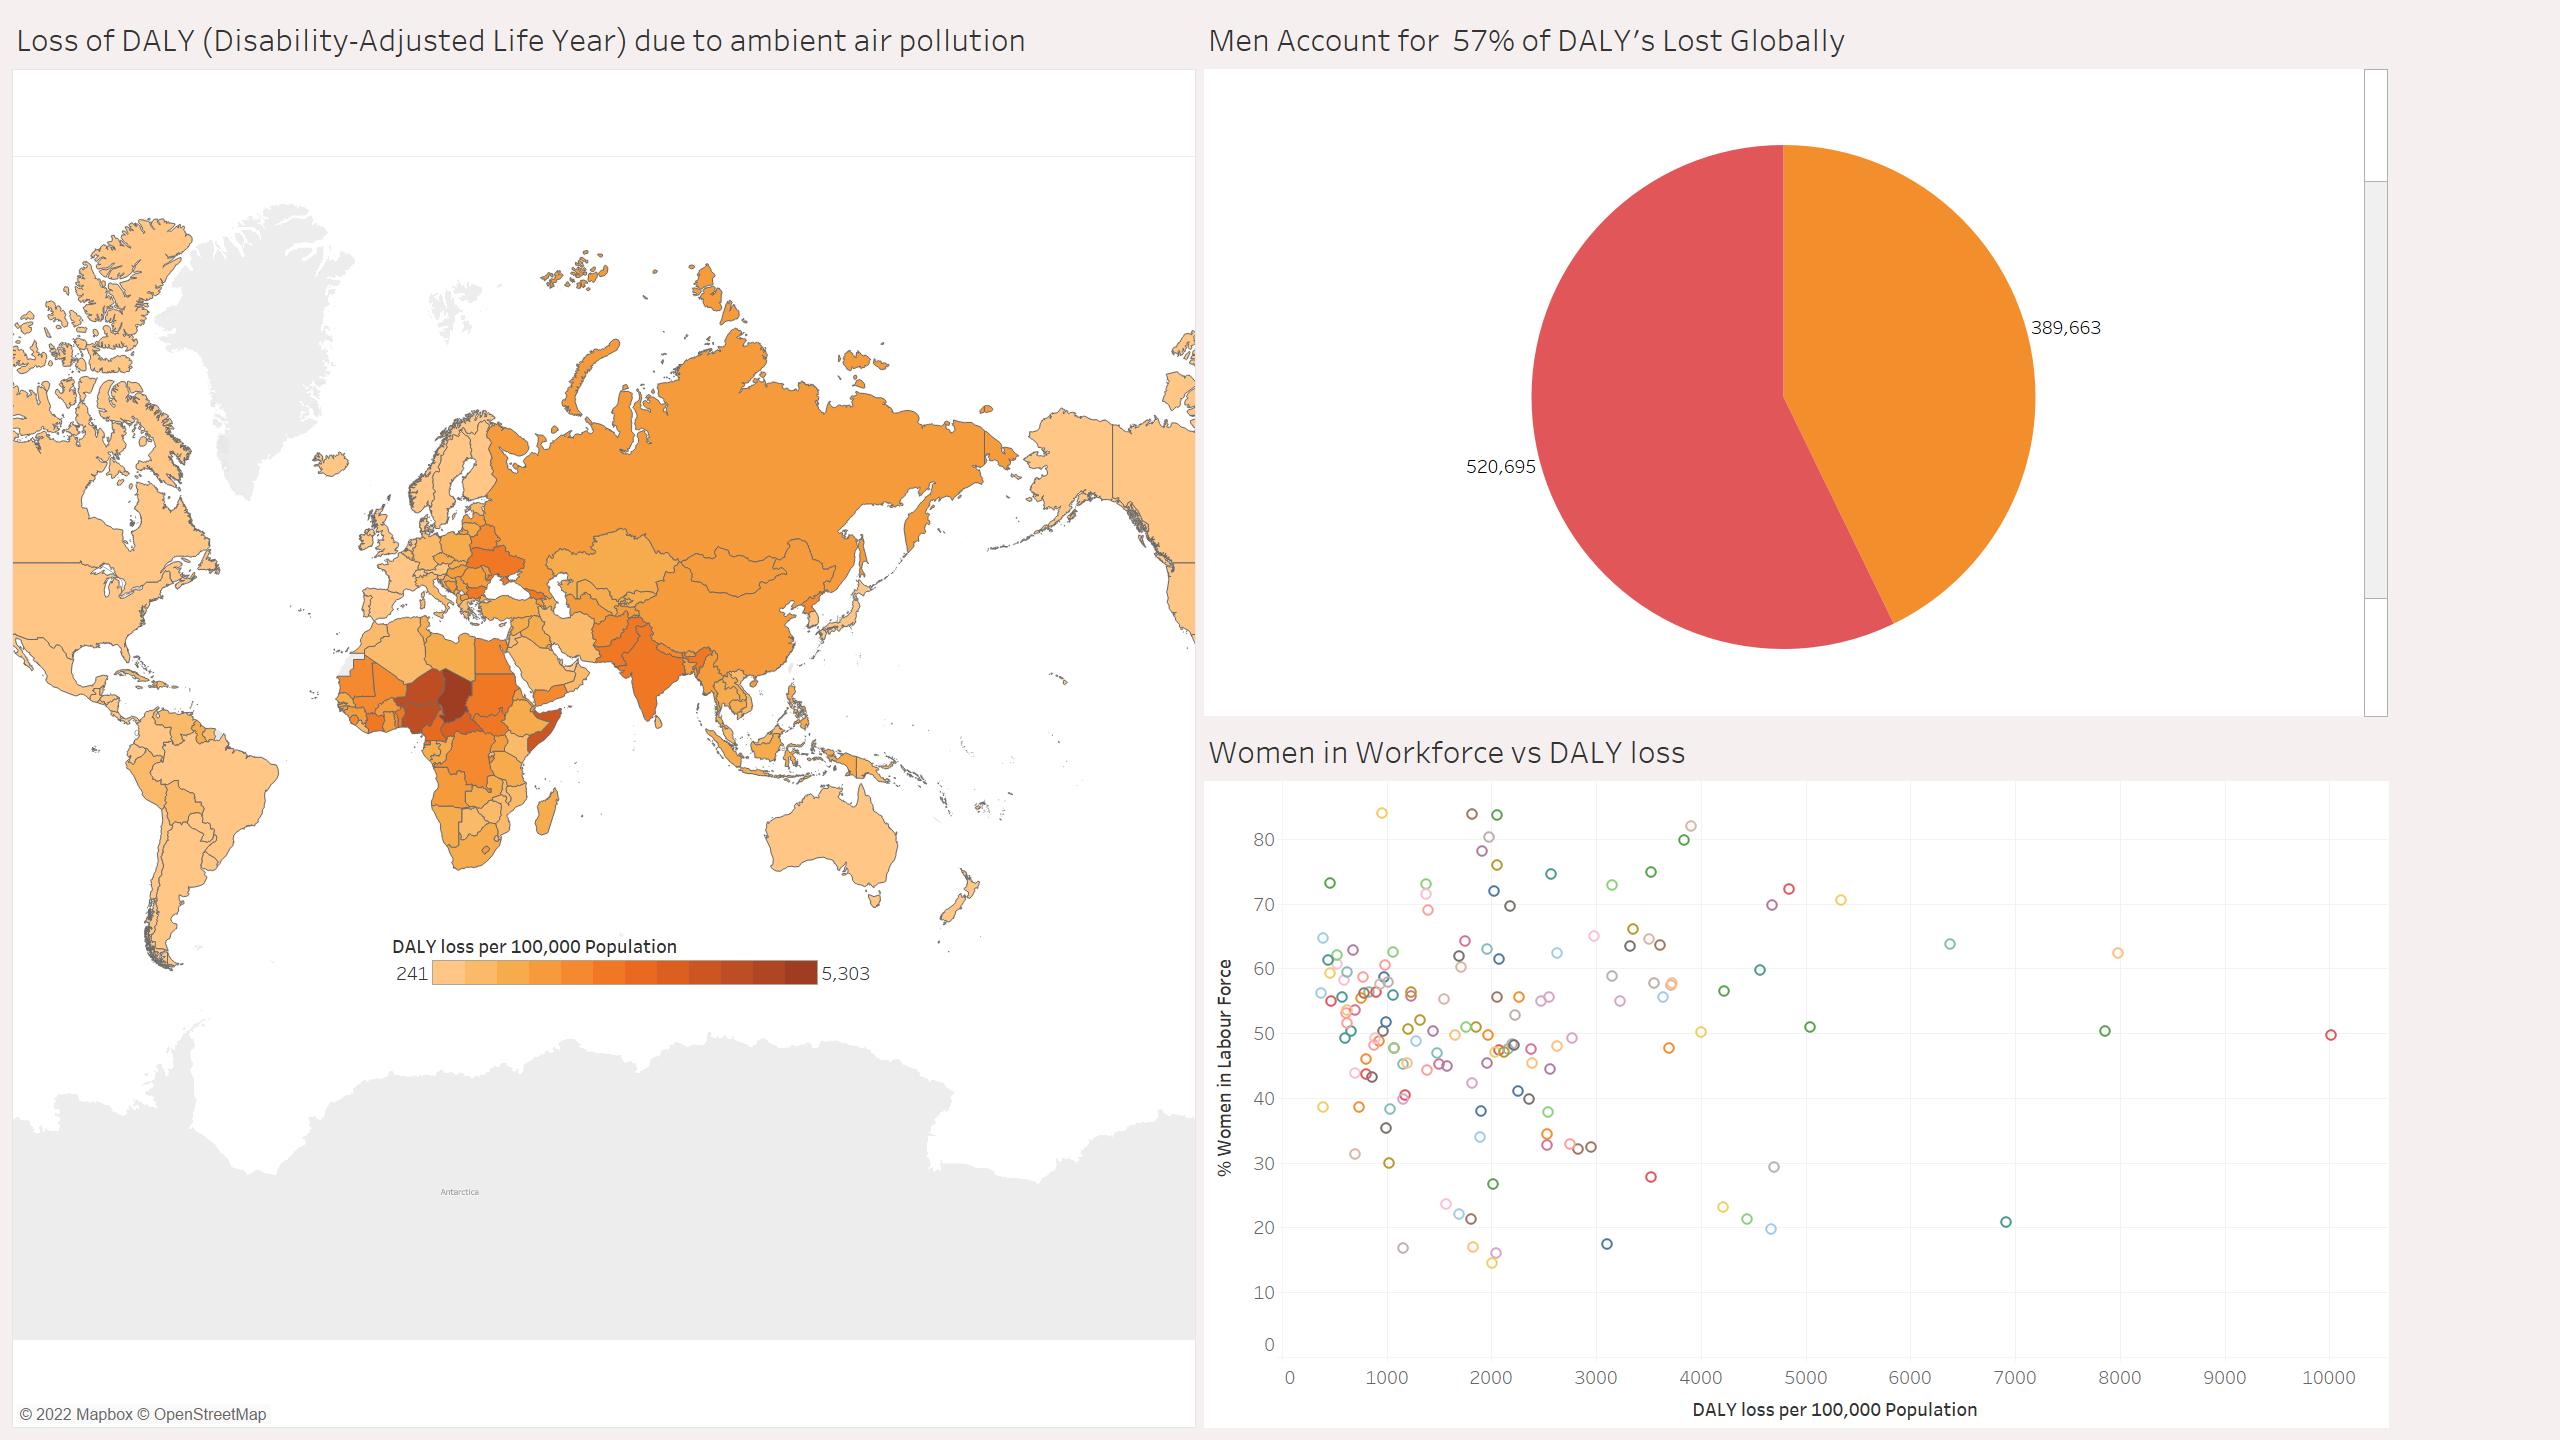 Loss of DALY (Disability-Adjusted Life Year) due to ambient air pollution
DALY loss per 100,000 Population
241
5,303
Antarctica
© 2022 Mapbox © OpenStreetMap
Men Account for  57% of DALY's Lost Globally
389,663
520,695
Women in Workforce vs DALY loss
% Women in Labour Force
80
70
60
50
40
30
20
10
0
0 1000 2000 3000 4000 5000 6000 7000 8000 9000 10000
DALY loss per 100,000 Population